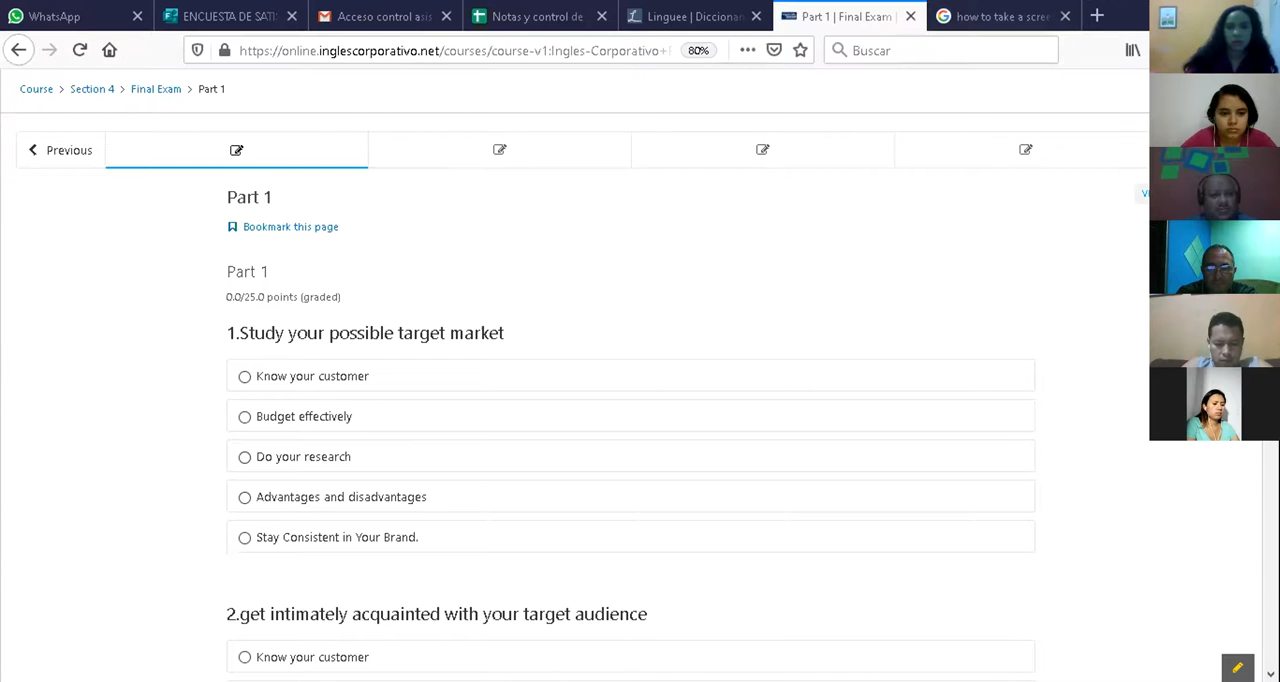 WhatsApp
ENCUESTA DE SATI
Acceso control asis
Notas y control de
Linguee | Dicciona
Part 1 | Final Exam |
how to take a scre
https://online.inglescorporativo.net/courses/course-v1:Ingles-Corporativo+
80%
Buscar
Course > Section 4 > Final Exam > Part 1
Previous
Part 1
Bookmark this page
Part 1
0.0/25.0 points (graded)
1.Study your possible target market
Know your customer
Budget effectively
Do your research
Advantages and disadvantages
Stay Consistent in Your Brand.
2.get intimately acquainted with your target audience
Know your customer